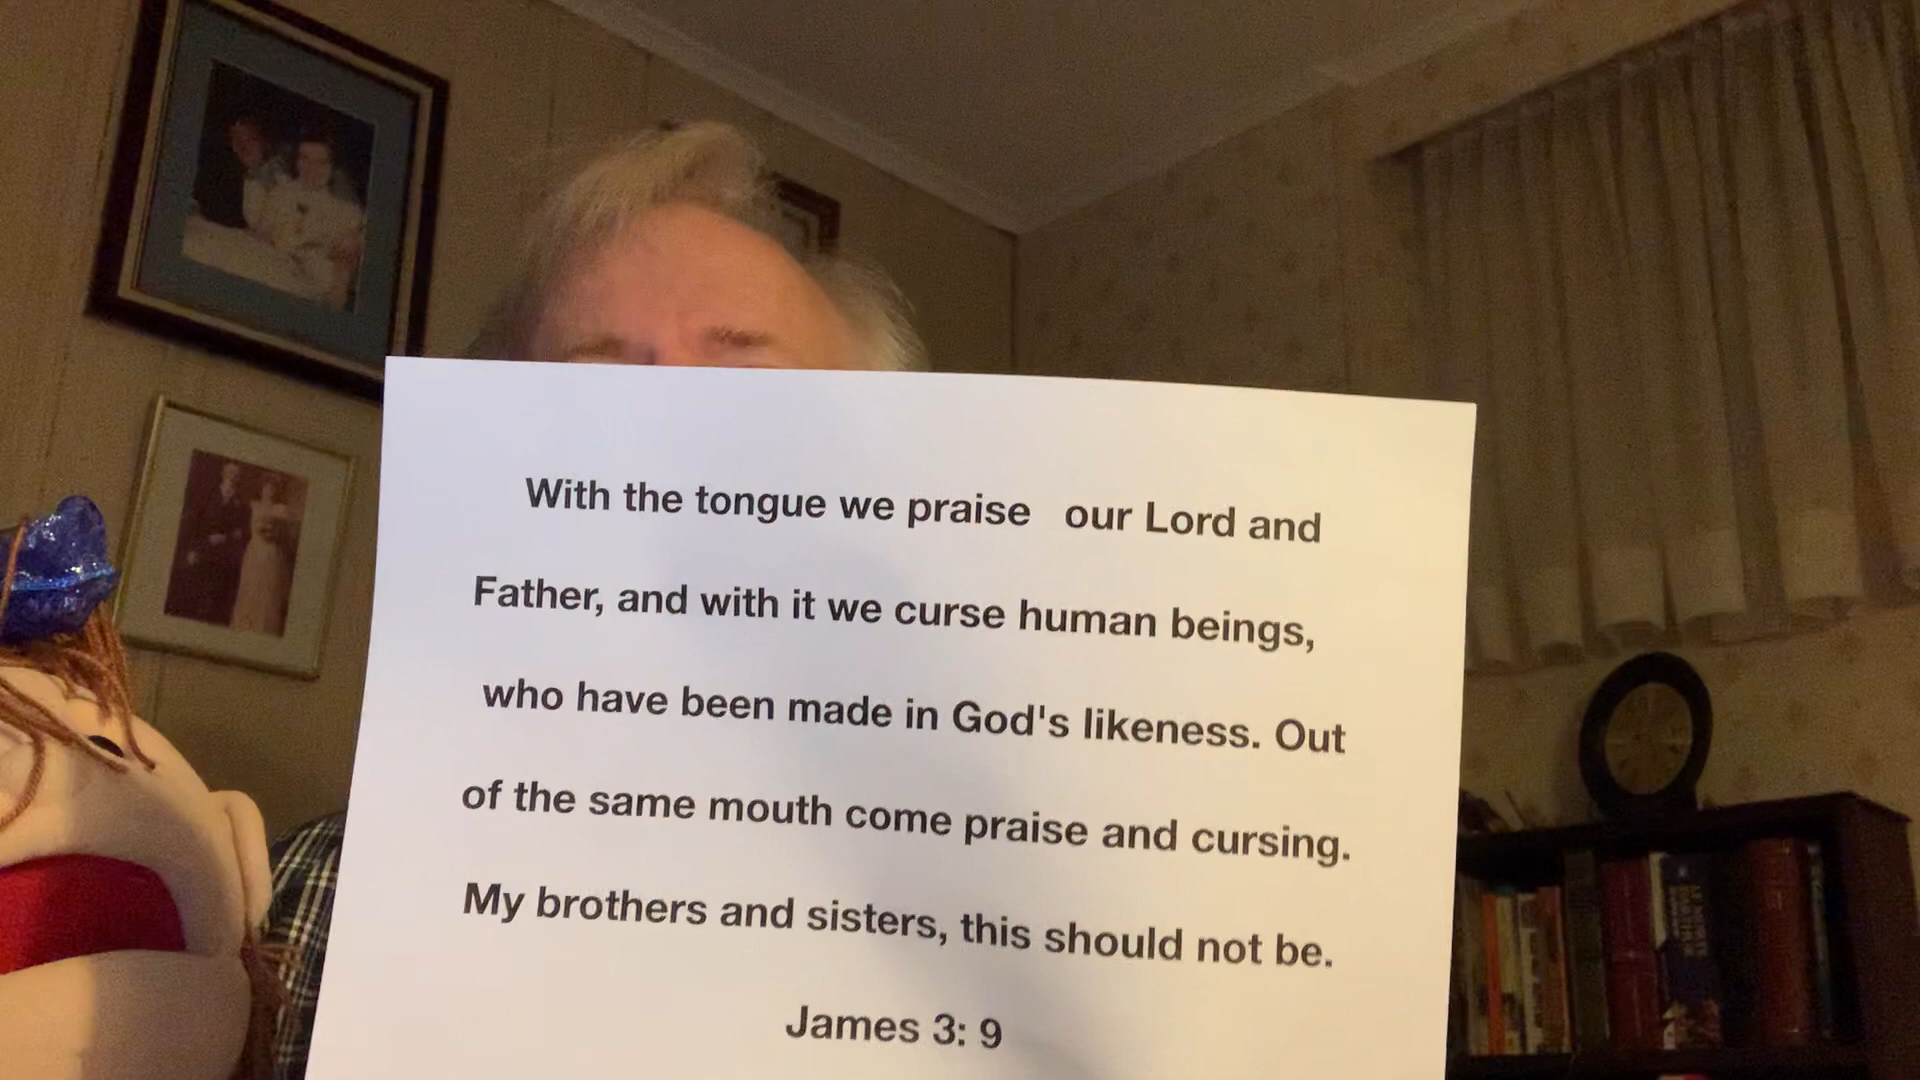 With the tongue we praise our Lord and
Father, and with it we curse human beings,
who have been made in God's likeness. Out
of the same mouth come praise and cursing.
My brothers and sisters, this should not be.
James 3: 9